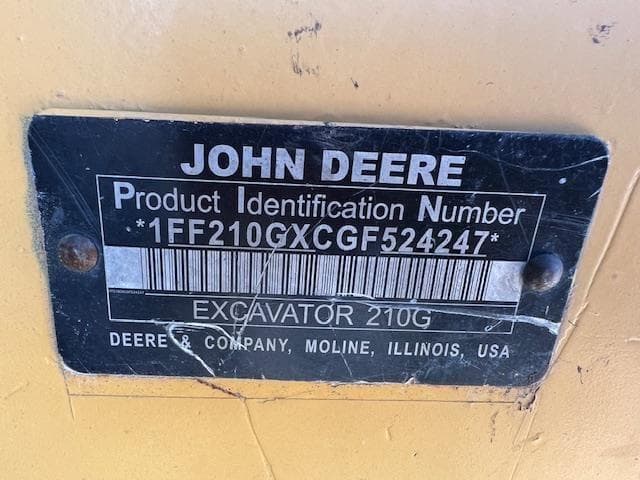 JOHN DEERE
Product Identification Number
*1FF210GXCGF524247*
EXCAVATOR 210G
DEERE & COMPANY, MOLINE, ILLINOIS, USA